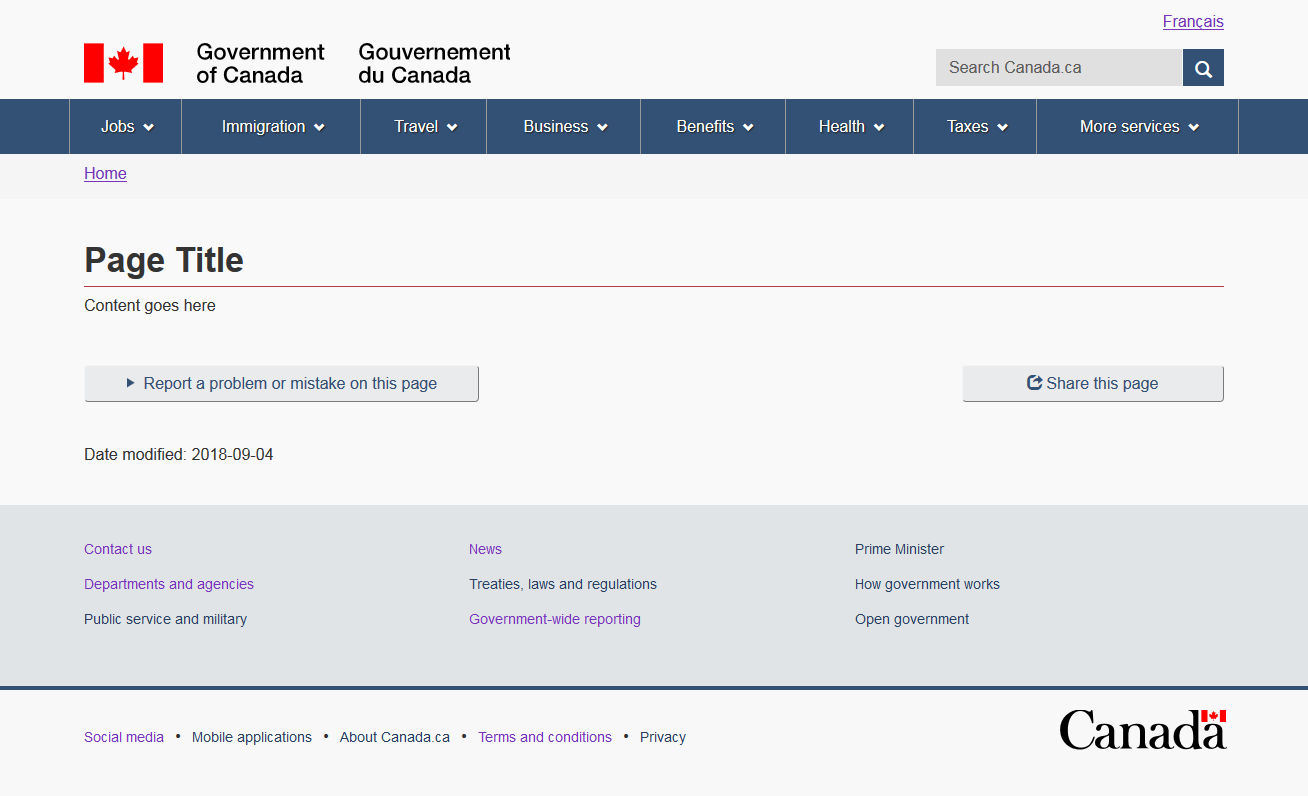 Français
Government of Canada
Gouvernement du Canada
Search Canada.ca
Jobs Immigration Travel Business Benefits Health Taxes More services
Home
Page Title
Content goes here
Report a problem or mistake on this page
Share this page
Date modified: 2018-09-04
Contact us News Prime Minister
Departments and agencies Treaties, laws and regulations How government works
Public service and military Government-wide reporting Open government
Social media • Mobile applications • About Canada.ca • Terms and conditions • Privacy
Canada